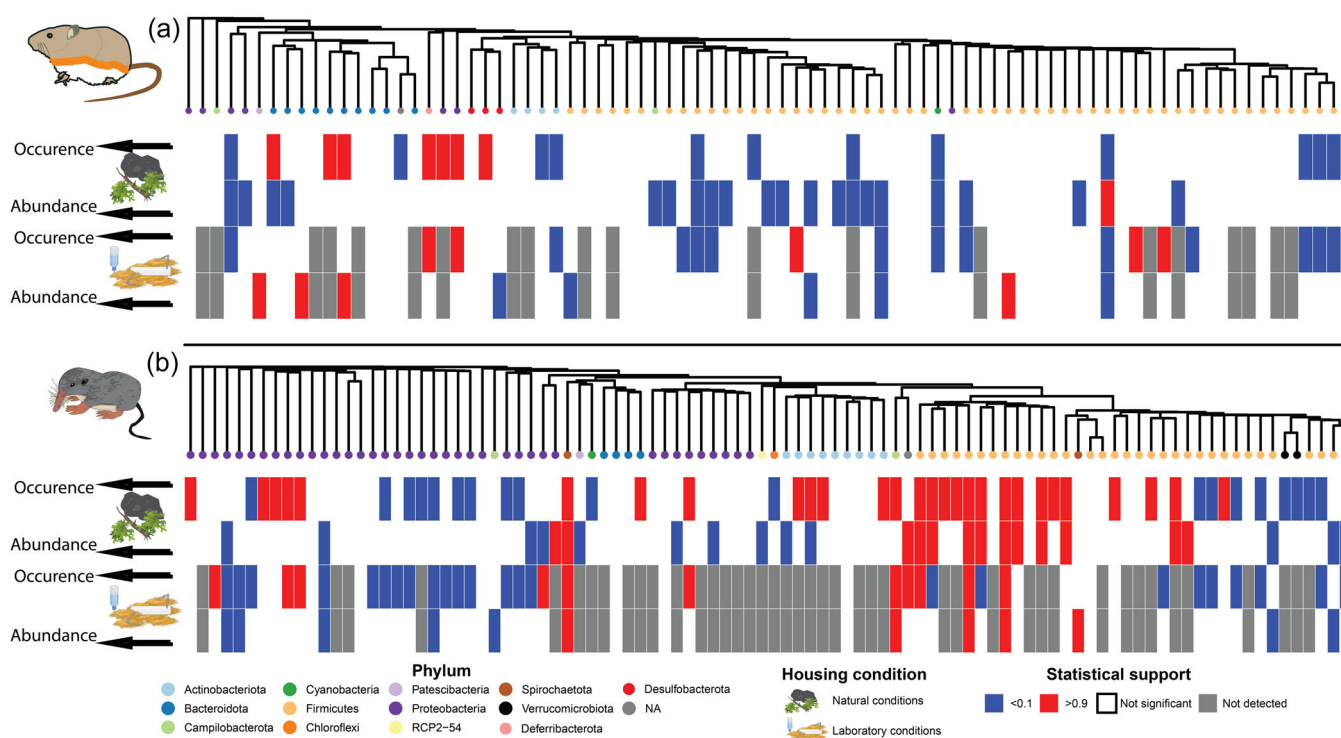 (a)
Occurence
Abundance
Occurence
Abundance
(b)
Occurence
Abundance
Occurence
Abundance
Phylum
Actinobacteriota
Cyanobacteria
Patescibacteria
Spirochaetota
Desulfobacterota
Bacteroidota
Firmicutes
Proteobacteria
Verrucomicrobiota
NA
Campilobacterota
Chloroflexi
RCP2-54
Deferribacterota
Housing condition
Natural conditions
Laboratory conditions
Statistical support
<0.1
>0.9
Not significant
Not detected